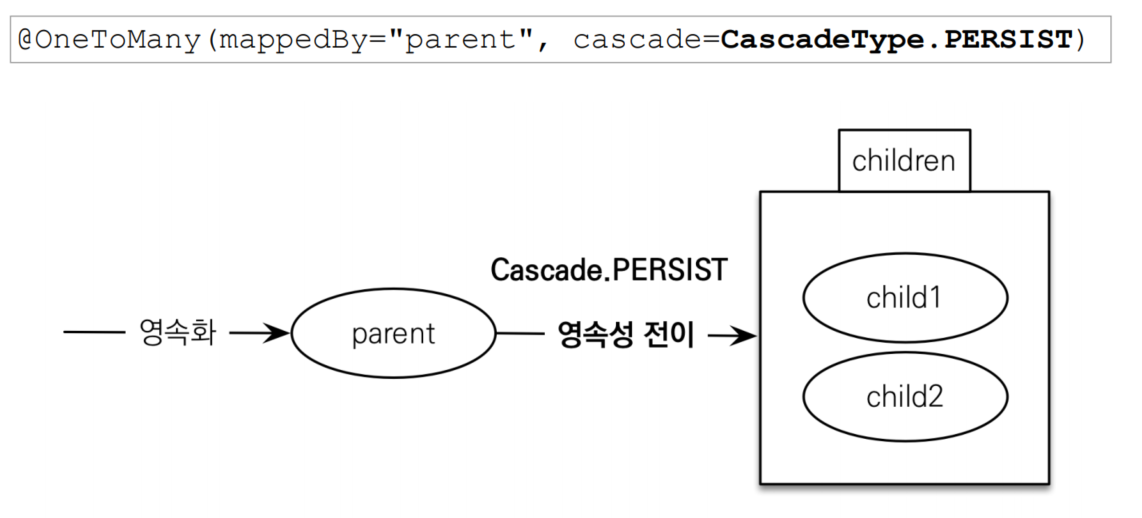 @OneToMany(mappedBy="parent", cascade=CascadeType.PERSIST)
children
Cascade.PERSIST
영속화
parent
영속성 전이
child1
child2